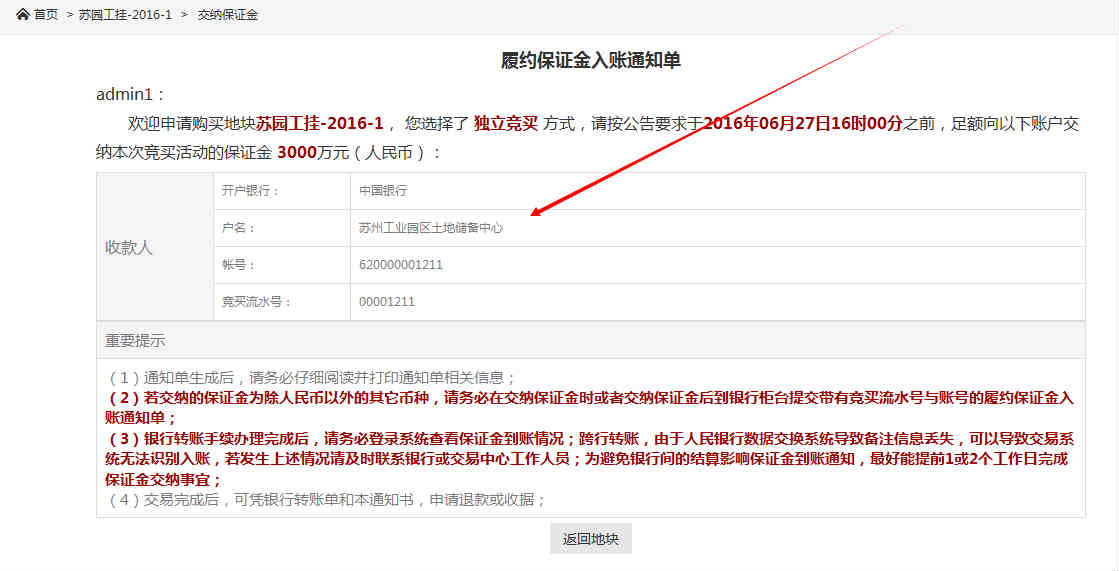 首页 > 苏园工挂-2016-1 > 交纳保证金
履约保证金入账通知单
admin1：
欢迎申请购买地块苏园工挂-2016-1， 您选择了 独立竞买 方式，请按公告要求于2016年06月27日16时00分之前，足额向以下账户交
纳本次竞买活动的保证金 3000万元（人民币）：
收款人
开户银行： 中国银行
户名： 苏州工业园区土地储备中心
帐号： 620000001211
竞买流水号： 00001211
重要提示
（1）通知单生成后，请务必仔细阅读并打印通知单相关信息；
（2）若交纳的保证金为除人民币以外的其它币种，请务必在交纳保证金时或者交纳保证金后到银行柜台提交带有竞买流水号与账号的履约保证金入
账通知单；
（3）银行转账手续办理完成后，请务必登录系统查看保证金到账情况；跨行转账，由于人民银行数据交换系统导致备注信息丢失，可以导致交易系
统无法识别入账，若发生上述情况请及时联系银行或交易中心工作人员；为避免银行间的结算影响保证金到账通知，最好能提前1或2个工作日完成
保证金交纳事宜；
（4）交易完成后，可凭银行转账单和本通知书，申请退款或收据；
返回地块